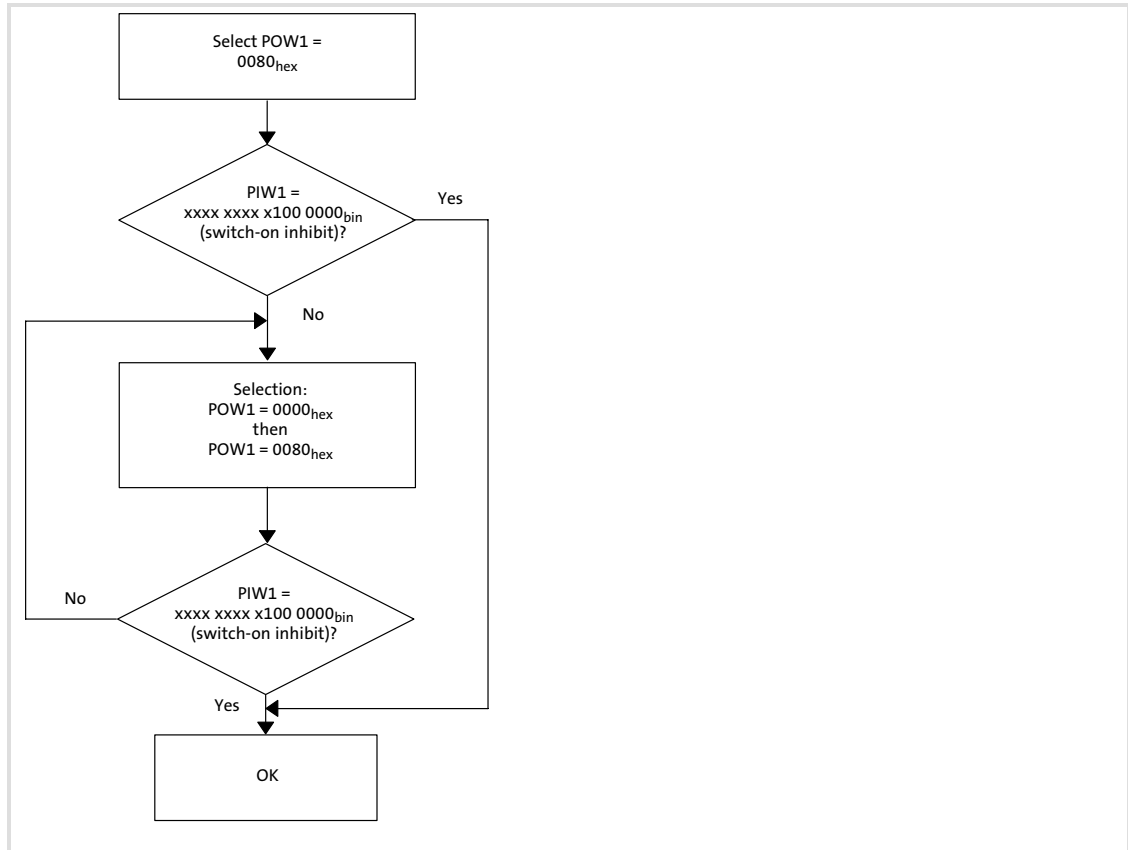 Select POW1 =
0080hex
PIW1 =
xxxx xxxx x100 0000bin
(switch-on inhibit)?
Yes
No
Selection:
POW1 = 0000hex
then
POW1 = 0080hex
PIW1 =
xxxx xxxx x100 0000bin
(switch-on inhibit)?
No
Yes
OK